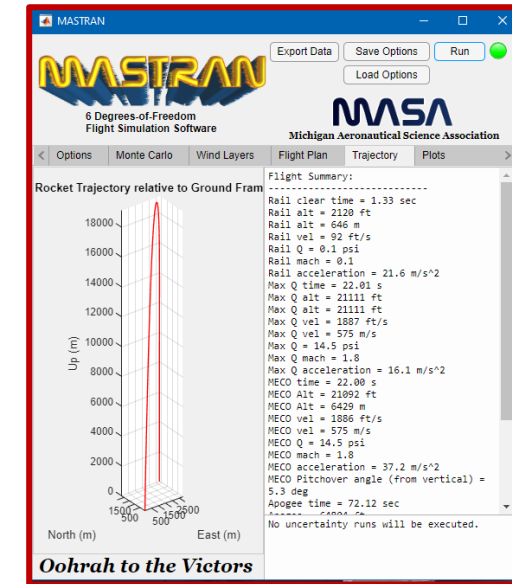 MASTRAN
MASTRAN
6 Degrees-of-Freedom
Flight Simulation Software
Export Data
Save Options
Run
Load Options
MASA
Michigan Aeronautical Science Association
Options
Monte Carlo
Wind Layers
Flight Plan
Trajectory
Plots
Rocket Trajectory relative to Ground Fram
18000
16000
14000
12000
10000
8000
6000
4000
2000
0
Up (m)
1500
500
500
1500
2500
North (m)
East (m)
Oohrah to the Victors
Flight Summary:
-----------------------------
Rail clear time = 1.33 sec
Rail alt = 2120 ft
Rail alt = 646 m
Rail vel = 92 ft/s
Rail Q = 0.1 psi
Rail mach = 0.1
Rail acceleration = 21.6 m/s^2
Max Q time = 22.01 s
Max Q alt = 21111 ft
Max Q alt = 21111 ft
Max Q vel = 1887 ft/s
Max Q vel = 575 m/s
Max Q = 14.5 psi
Max Q mach = 1.8
Max Q acceleration = 16.1 m/s^2
MECO time = 22.00 s
MECO Alt = 21092 ft
MECO Alt = 6429 m
MECO vel = 1886 ft/s
MECO vel = 575 m/s
MECO Q = 14.5 psi
MECO mach = 1.8
MECO acceleration = 37.2 m/s^2
MECO Pitchover angle (from vertical) =
5.3 deg
Apogee time = 72.12 sec
No uncertainty runs will be executed.